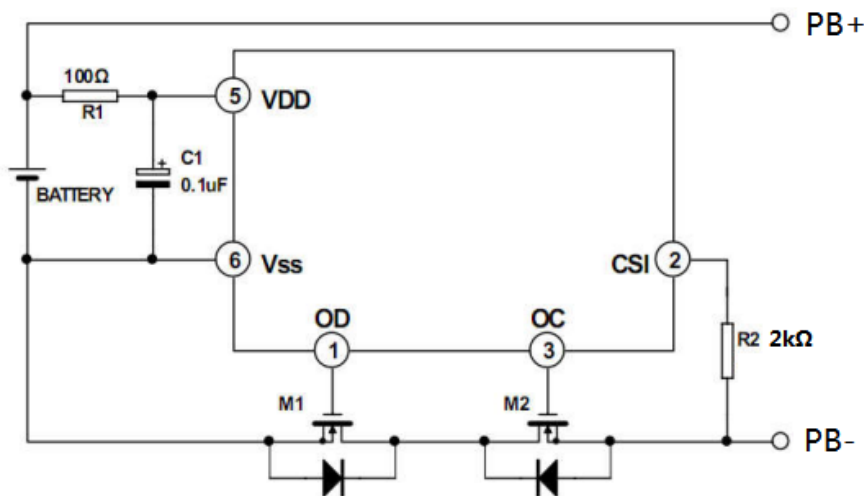 PB+
100Ω
R1
5 VDD
C1
+
0.1uF
BATTERY
6 Vss
CSI 2
OD
OC
1
3
R2 2kΩ
M1
M2
PB-